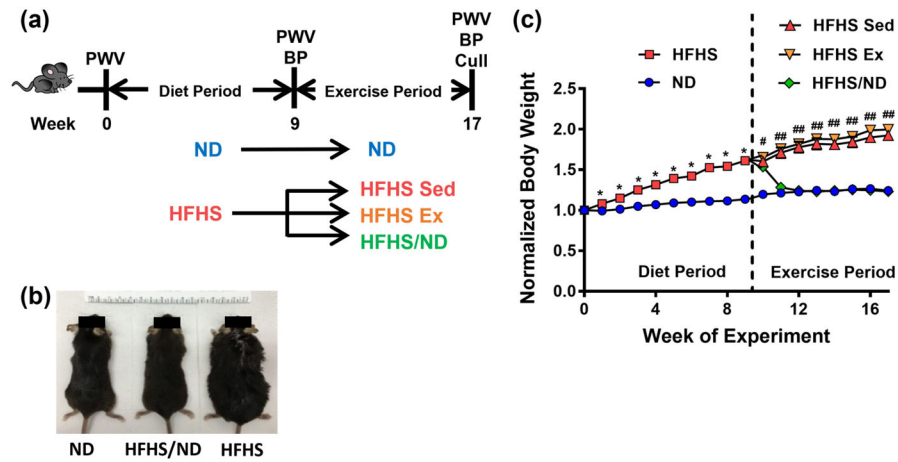 (a)
PWV
PWV
BP
PWV
BP
Cull
Diet Period
Exercise Period
Week
0
9
17
ND
ND
HFHS
HFHS Sed
HFHS Ex
HFHS/ND
(b)
ND
HFHS/ND
HFHS
(c)
HFHS
ND
HFHS Sed
HFHS Ex
HFHS/ND
Normalized Body Weight
2.5
2.0
1.5
1.0
0.5
0.0
* * * * * * * * * # ## ## ## ## ## ## ##
Diet Period
Exercise Period
0 4 8 12 16
Week of Experiment